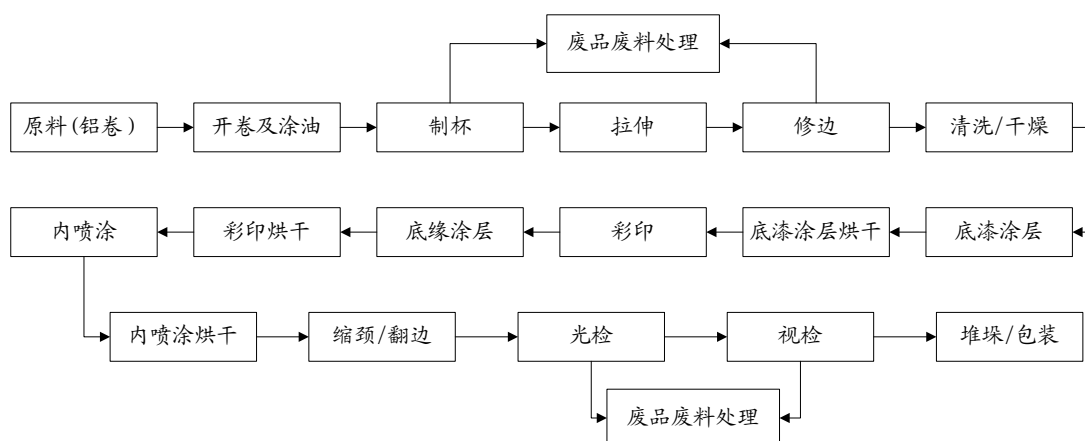 废品废料处理
原料(铝卷)
开卷及涂油
制杯
拉伸
修边
清洗/干燥
内喷涂
彩印烘干
底缘涂层
彩印
底漆涂层烘干
底漆涂层
内喷涂烘干
缩颈/翻边
光检
视检
堆垛/包装
废品废料处理